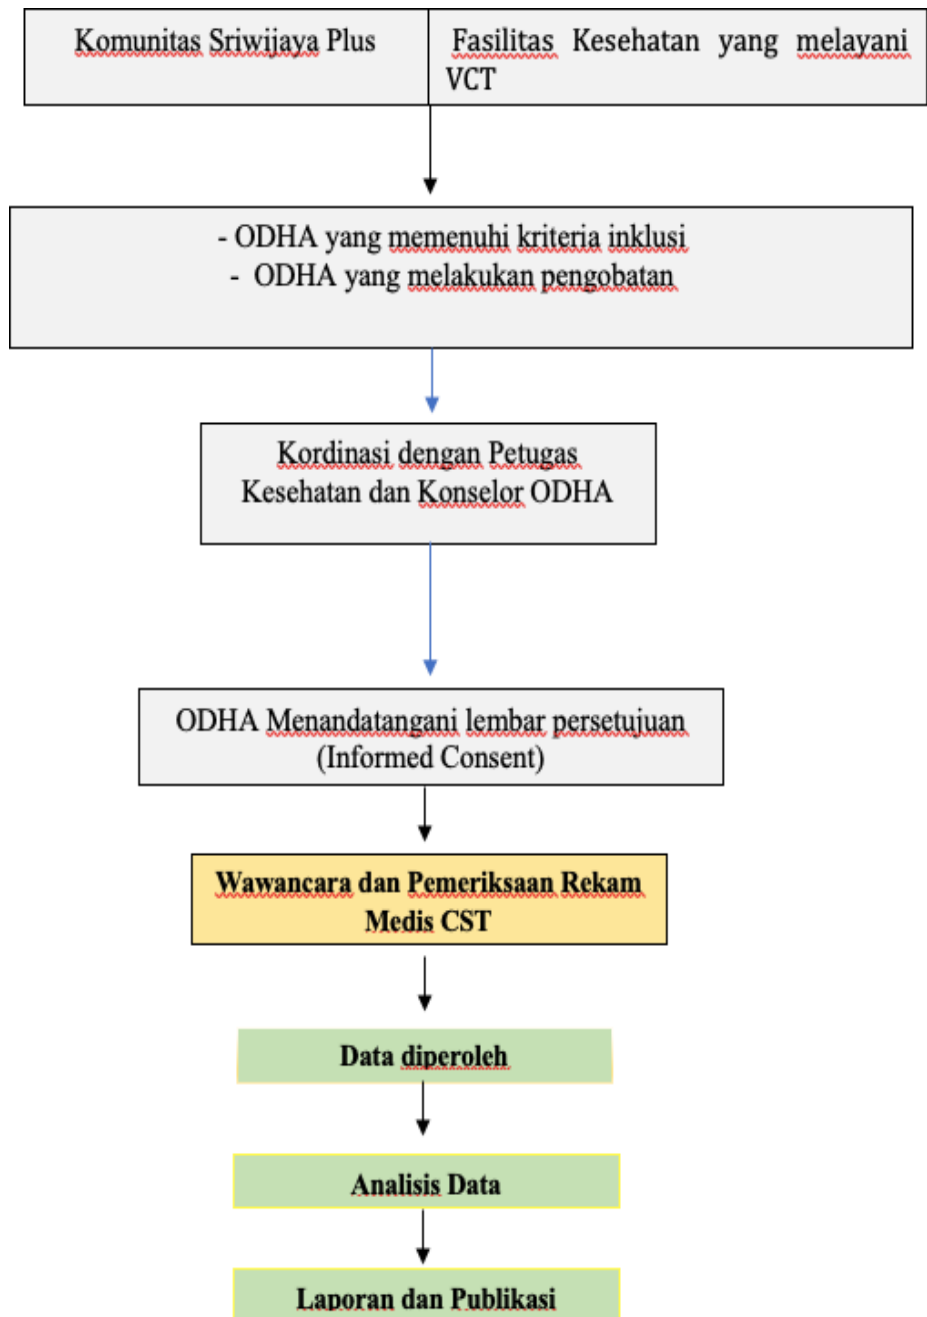 Komunitas Sriwijaya Plus
Fasilitas Kesehatan yang melayani
VCT
- ODHA yang memenuhi kriteria inklusi
- ODHA yang melakukan pengobatan
Kordinasi dengan Petugas
Kesehatan dan Konselor ODHA
ODHA Menandatangani lembar persetujuan
(Informed Consent)
Wawancara dan Pemeriksaan Rekam
Medis CST
Data diperoleh
Analisis Data
Laporan dan Publikasi